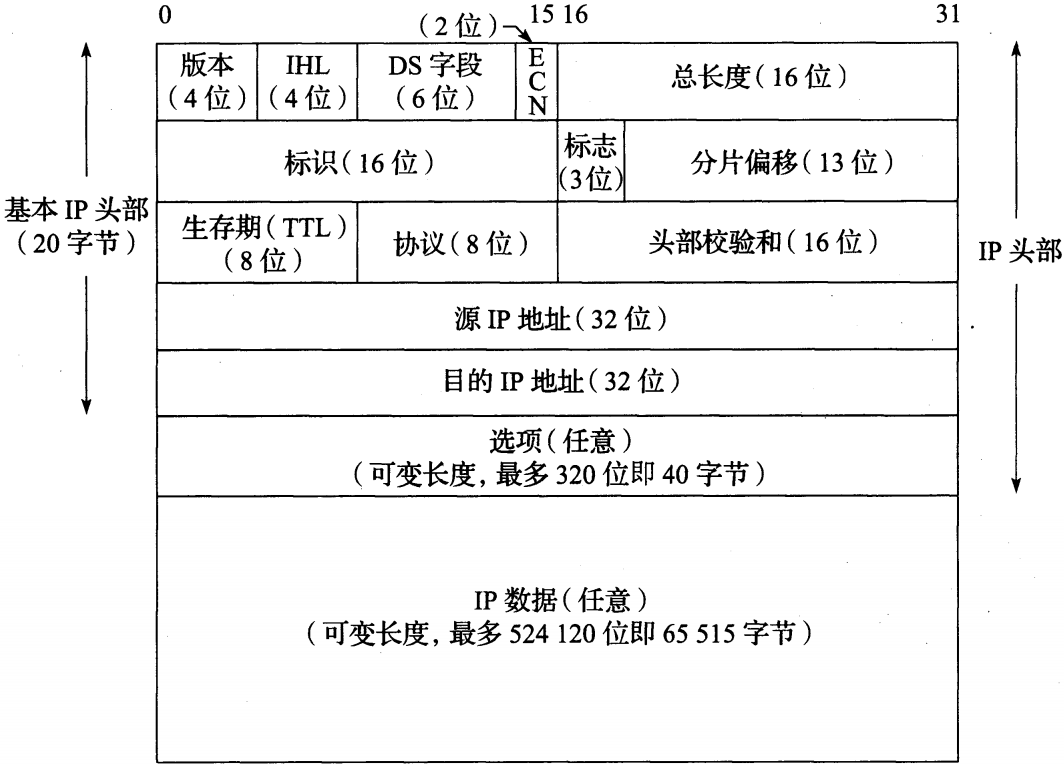 0
(2位)
15 16
31
版本
(4位)
IHL
(4位)
DS 字段
(6位)
E
C
N
总长度(16位)
标识(16位)
标志
(3位)
分片偏移(13位)
基本 IP 头部
(20字节)
生存期(TTL)
(8位)
协议(8位)
头部校验和(16位)
IP 头部
源 IP 地址(32位)
目的 IP 地址(32位)
选项(任意)
(可变长度, 最多 320 位即 40 字节)
IP 数据(任意)
(可变长度, 最多 524 120 位即 65 515 字节)